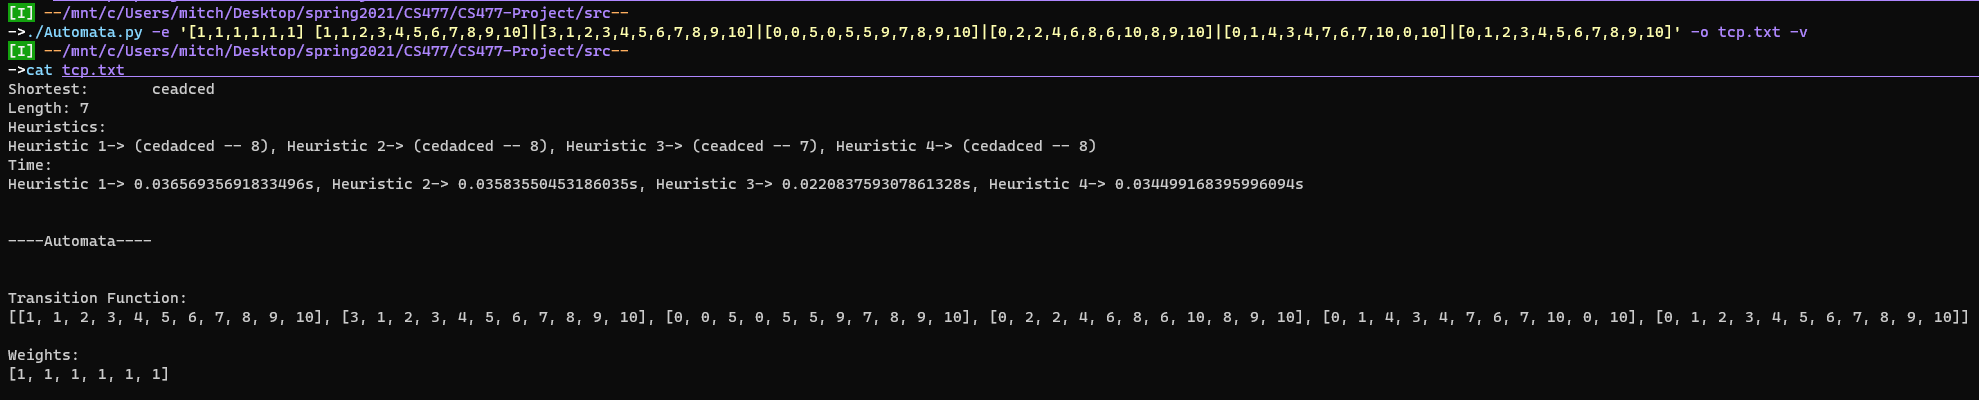 [I] --/mnt/c/Users/mitch/Desktop/spring2021/CS477/CS477-Project/src--
->./Automata.py -e '[1,1,1,1,1,1] [1,1,2,3,4,5,6,7,8,9,10]|[3,1,2,3,4,5,6,7,8,9,10]|[0,0,5,0,5,5,9,7,8,9,10]|[0,2,2,4,6,8,6,10,8,9,10]|[0,1,4,3,4,7,6,7,10,0,10]|[0,1,2,3,4,5,6,7,8,9,10]' -o tcp.txt -v
[I] --/mnt/c/Users/mitch/Desktop/spring2021/CS477/CS477-Project/src--
->cat tcp.txt
Shortest:       ceadced
Length: 7
Heuristics:
Heuristic 1-> (cedadced -- 8), Heuristic 2-> (cedadced -- 8), Heuristic 3-> (ceadced -- 7), Heuristic 4-> (cedadced -- 8)
Time:
Heuristic 1-> 0.03656935691833496s, Heuristic 2-> 0.03583550453186035s, Heuristic 3-> 0.022083759307861328s, Heuristic 4-> 0.034499168395996094s
----Automata----
Transition Function:
[[1, 1, 2, 3, 4, 5, 6, 7, 8, 9, 10], [3, 1, 2, 3, 4, 5, 6, 7, 8, 9, 10], [0, 0, 5, 0, 5, 5, 9, 7, 8, 9, 10], [0, 2, 2, 4, 6, 8, 6, 10, 8, 9, 10], [0, 1, 4, 3, 4, 7, 6, 7, 10, 0, 10], [0, 1, 2, 3, 4, 5, 6, 7, 8, 9, 10]]
Weights:
[1, 1, 1, 1, 1, 1]